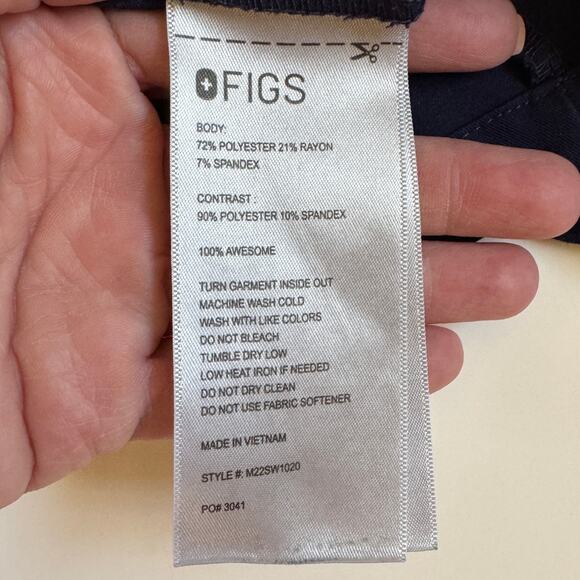 FIGS
BODY:
72% POLYESTER 21% RAYON
7% SPANDEX
CONTRAST :
90% POLYESTER 10% SPANDEX
100% AWESOME
TURN GARMENT INSIDE OUT
MACHINE WASH COLD
WASH WITH LIKE COLORS
DO NOT BLEACH
TUMBLE DRY LOW
LOW HEAT IRON IF NEEDED
DO NOT DRY CLEAN
DO NOT USE FABRIC SOFTENER
MADE IN VIETNAM
STYLE #: M22SW1020
PO# 3041